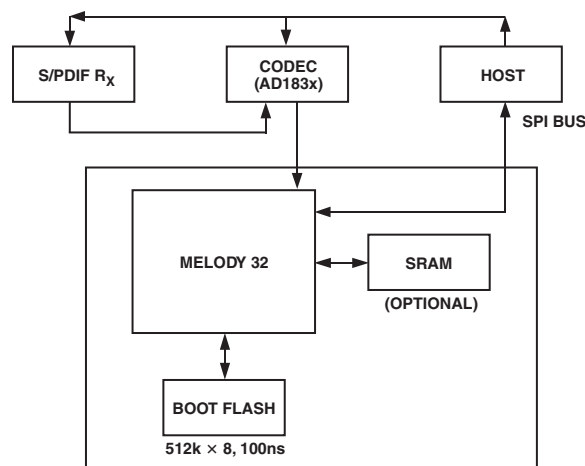 S/PDIF RX
CODEC
(AD183x)
HOST
SPI BUS
MELODY 32
SRAM
(OPTIONAL)
BOOT FLASH
512k × 8, 100ns